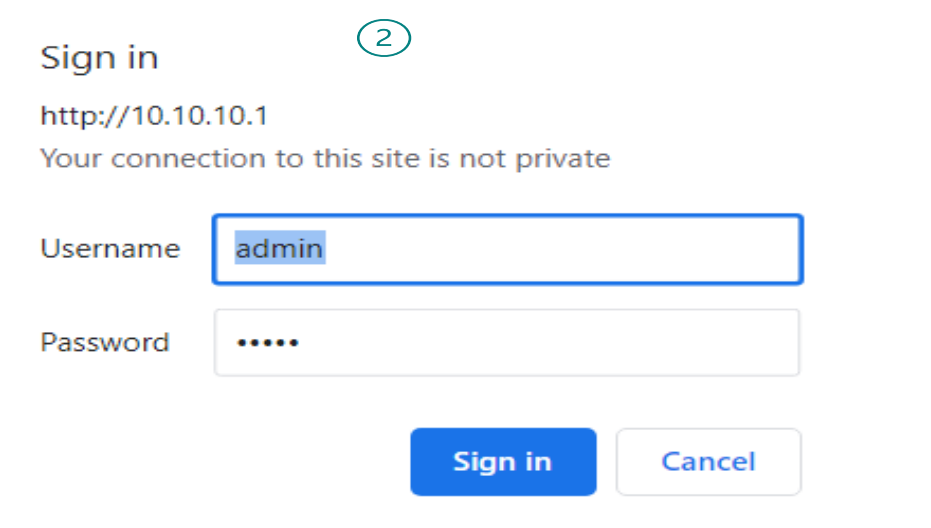 2
Sign in
http://10.10.10.1
Your connection to this site is not private
Username admin
Password •••••
Sign in Cancel